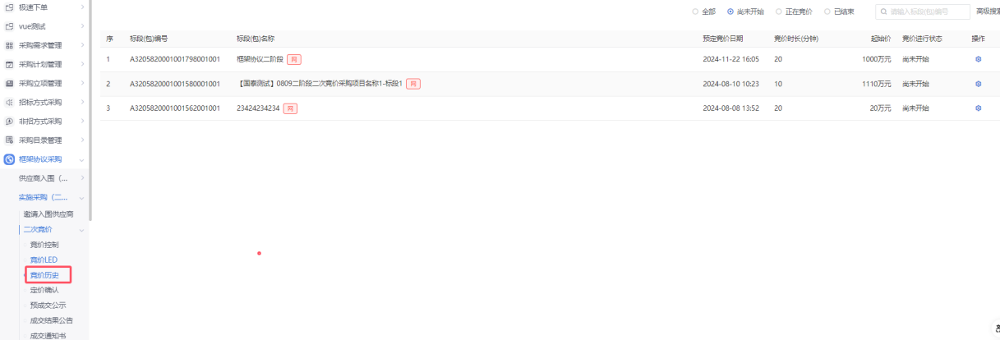 极速下单
vue测试
采购需求管理
采购计划管理
采购立项管理
招标方式采购
非招方式采购
采购目录管理
框架协议采购
供应商入围（...
实施采购（二...
邀请入围供应商
二次竞价
竞价控制
竞价LED
竞价历史
定价确认
预成交公示
成交结果公告
成交通知书
全部 尚未开始 正在竞价 已结束 请输入标段(包)编号 高级搜索
序 标段(包)编号 标段(包)名称 预定竞价日期 竞价时长(分钟) 起始价 竞价进行状态 操作
1 A3205820001001798001001 框架协议二阶段 网 2024-11-22 16:05 20 1000万元 尚未开始
2 A3205820001001580001001 【国泰测试】0809二阶段二次竞价采购项目名称1-标段1 网 2024-08-10 10:23 10 1110万元 尚未开始
3 A3205820001001562001001 23424234234 网 2024-08-08 13:52 20 20万元 尚未开始